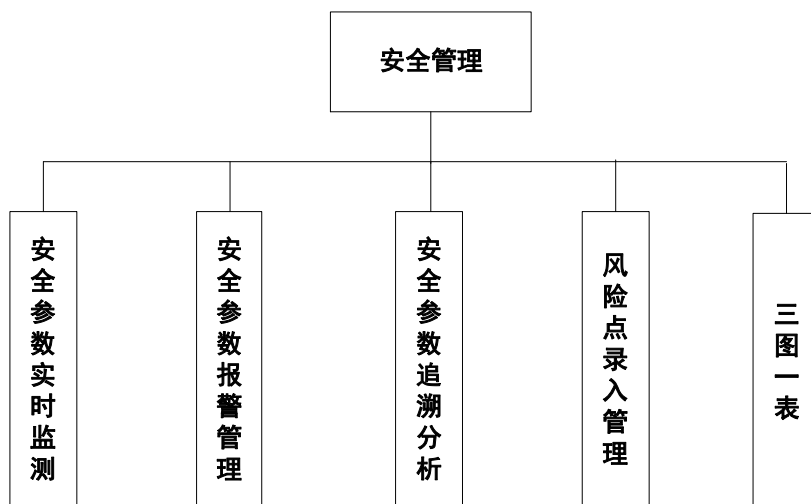 安全管理
安全参数实时监测
安全参数报警管理
安全参数追溯分析
风险点录入管理
三图一表